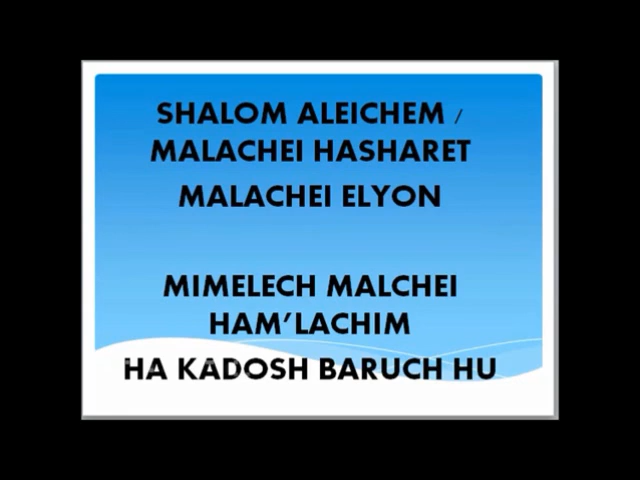 SHALOM ALEICHEM /
MALACHEI HASHARET
MALACHEI ELYON
MIMELECH MALCHEI
HAM’LACHIM
HA KADOSH BARUCH HU